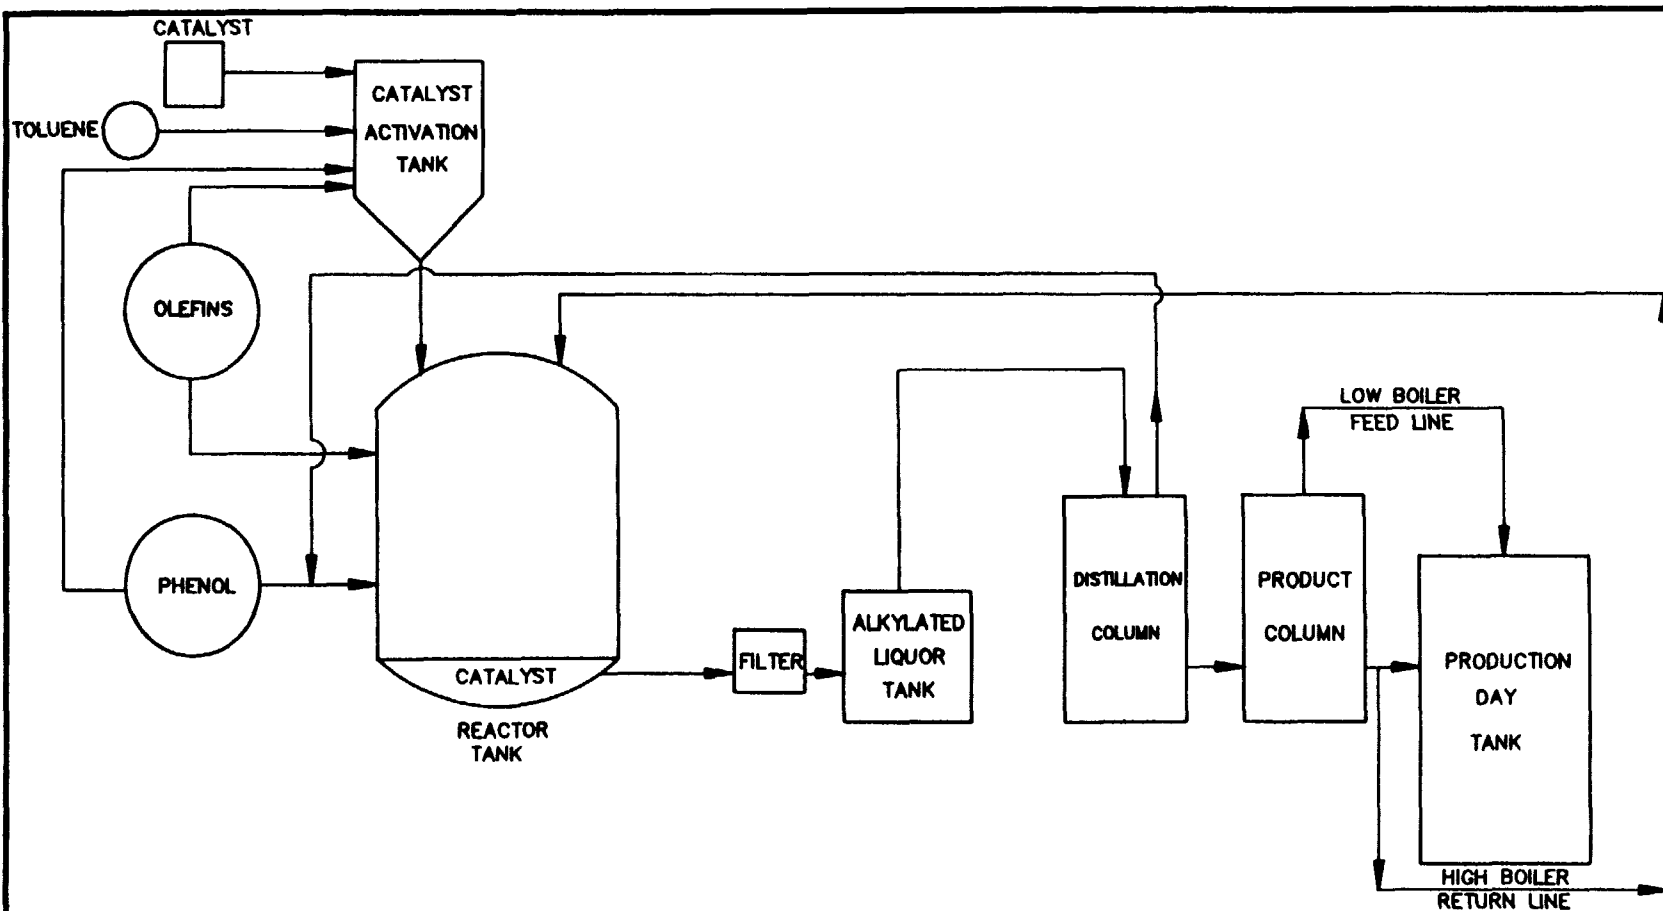 CATALYST
CATALYST
ACTIVATION
TANK
TOLUENE
OLEFINS
LOW BOILER
FEED LINE
PHENOL
DISTILLATION
COLUMN
PRODUCT
COLUMN
ALKYLATED
LIQUOR
TANK
FILTER
PRODUCTION
DAY
TANK
CATALYST
REACTOR
TANK
HIGH BOILER
RETURN LINE